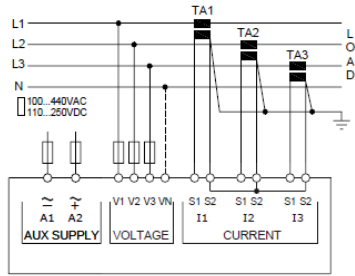 TA1
L1
TA2
L2
TA3
L3
N
LOAD
100...440VAC
110...250VDC
V1 V2 V3 VN S1 S2 S1 S2 S1 S2
A1 A2 I1 I2 I3
AUX SUPPLY VOLTAGE CURRENT